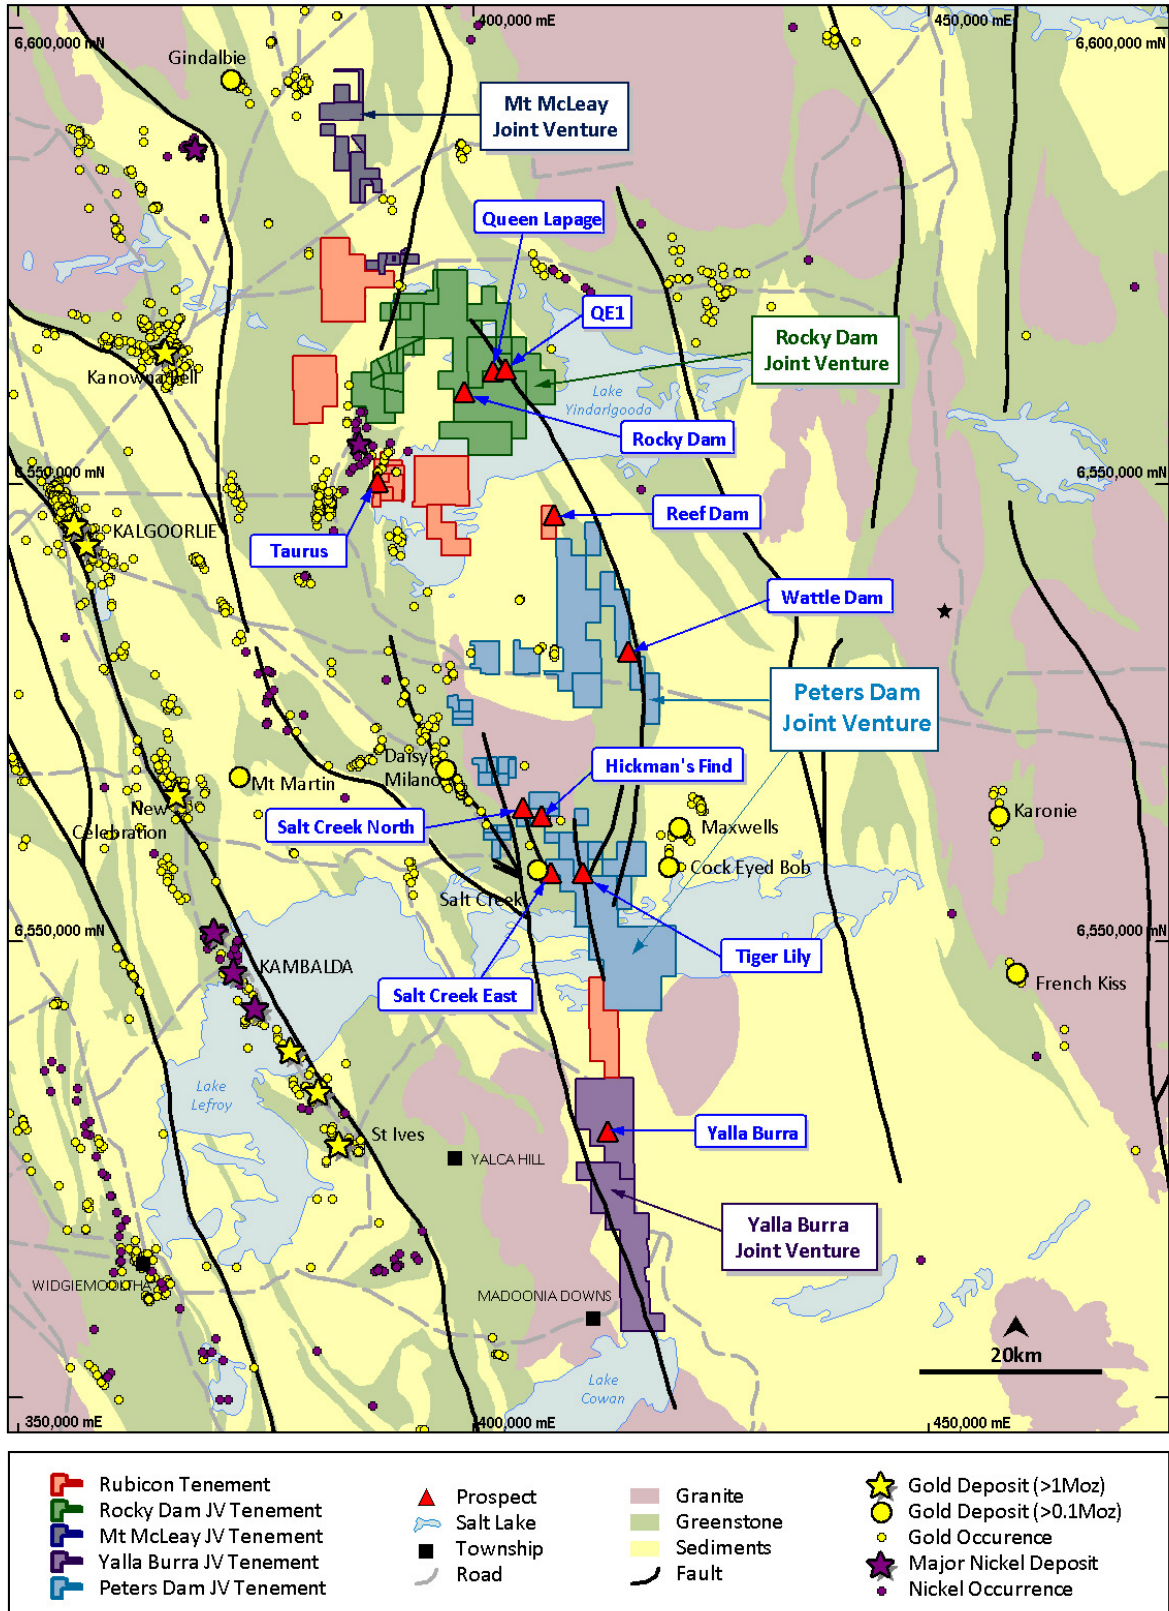 400,000 mE
450,000 mE
6,600,000 mN
6,600,000 mN
Gindalbie
Mt McLeay
Joint Venture
Queen Lapage
QE1
Rocky Dam
Joint Venture
Kanowna Bell
Lake
Yindarlgooda
Rocky Dam
6,550,000 mN
6,550,000 mN
KALGOORLIE
Reef Dam
Taurus
Wattle Dam
Peters Dam
Joint Venture
Daisy
Milano
Hickman's Find
Mt Martin
New
Celebration
Salt Creek North
Maxwells
Karonie
Cock Eyed Bob
Salt Creek
6,550,000 mN
6,550,000 mN
Tiger Lily
KAMBALDA
Salt Creek East
French Kiss
Lake
Lefroy
St Ives
Yalla Burra
YALCA HILL
Yalla Burra
Joint Venture
WIDGIEMOOLTHA
MADOONIA DOWNS
20km
Lake
Cowan
350,000 mE
400,000 mE
450,000 mE
Rubicon Tenement
Rocky Dam JV Tenement
Mt McLeay JV Tenement
Yalla Burra JV Tenement
Peters Dam JV Tenement
Prospect
Salt Lake
Township
Road
Granite
Greenstone
Sediments
Fault
Gold Deposit (>1Moz)
Gold Deposit (>0.1Moz)
Gold Occurence
Major Nickel Deposit
Nickel Occurrence